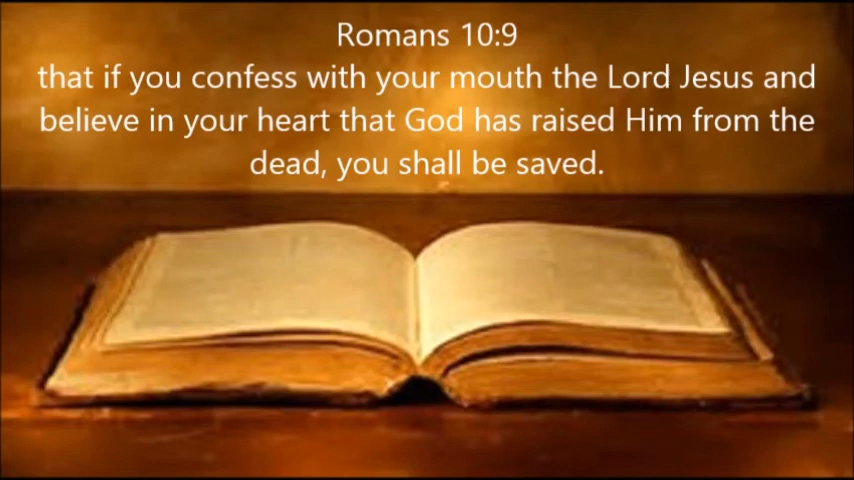 Romans 10:9
that if you confess with your mouth the Lord Jesus and
believe in your heart that God has raised Him from the
dead, you shall be saved.